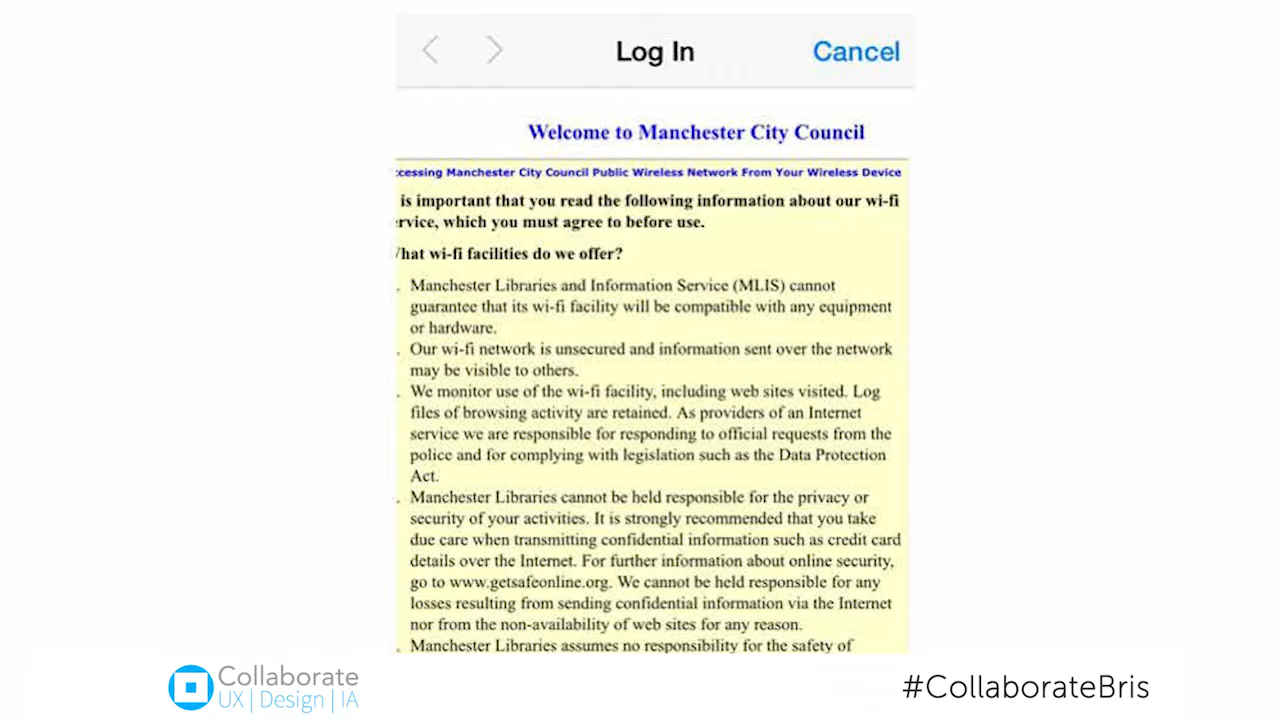 Log In
Cancel
Welcome to Manchester City Council
ccessing Manchester City Council Public Wireless Network From Your Wireless Device
is important that you read the following information about our wi-fi
ervice, which you must agree to before use.
hat wi-fi facilities do we offer?
Manchester Libraries and Information Service (MLIS) cannot
guarantee that its wi-fi facility will be compatible with any equipment
or hardware.
Our wi-fi network is unsecured and information sent over the network
may be visible to others.
We monitor use of the wi-fi facility, including web sites visited. Log
files of browsing activity are retained. As providers of an Internet
service we are responsible for responding to official requests from the
police and for complying with legislation such as the Data Protection
Act.
Manchester Libraries cannot be held responsible for the privacy or
security of your activities. It is strongly recommended that you take
due care when transmitting confidential information such as credit card
details over the Internet. For further information about online security,
go to www.getsafeonline.org. We cannot be held responsible for any
losses resulting from sending confidential information via the Internet
nor from the non-availability of web sites for any reason.
Manchester Libraries assumes no responsibility for the safety of
Collaborate
UX | Design | IA
#CollaborateBris